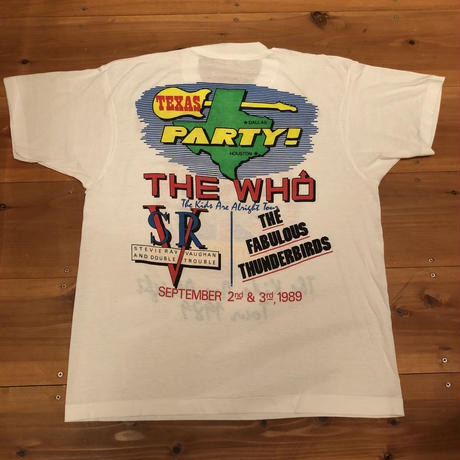 TEXAS
PARTY!
DALLAS
HOUSTON
THE WHO
The Kids Are Alright Tour
SRV
STEVIE RAY VAUGHAN
AND DOUBLE TROUBLE
THE
FABULOUS
THUNDERBIRDS
SEPTEMBER 2nd & 3rd, 1989